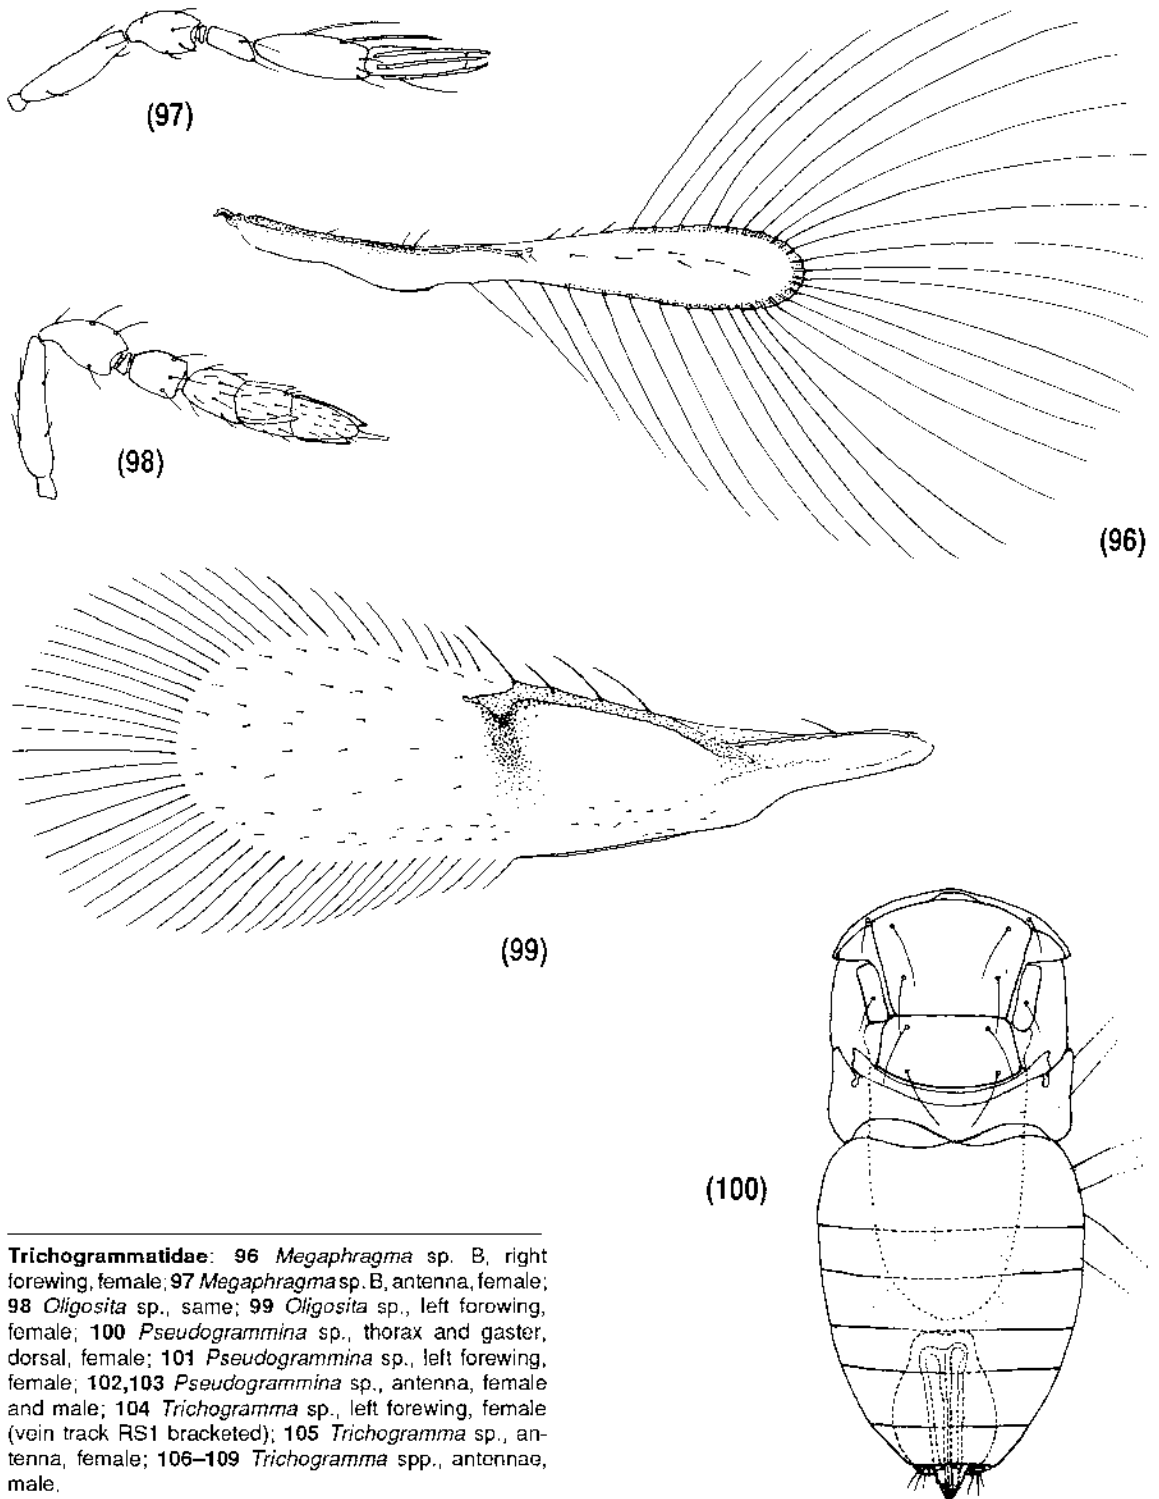 (97)
(98)
(96)
(99)
(100)
Trichogrammatidae: 96 Megaphragma sp. B, right
forewing, female; 97 Megaphragma sp. B, antenna, female;
98 Oligosita sp., same; 99 Oligosita sp., left forewing,
female; 100 Pseudogrammina sp., thorax and gaster,
dorsal, female; 101 Pseudogrammina sp., left forewing,
female; 102,103 Pseudogrammina sp., antenna, female
and male; 104 Trichogramma sp., left forewing, female
(vein track RS1 bracketed); 105 Trichogramma sp., an-
tenna, female; 106–109 Trichogramma spp., antennae,
male.